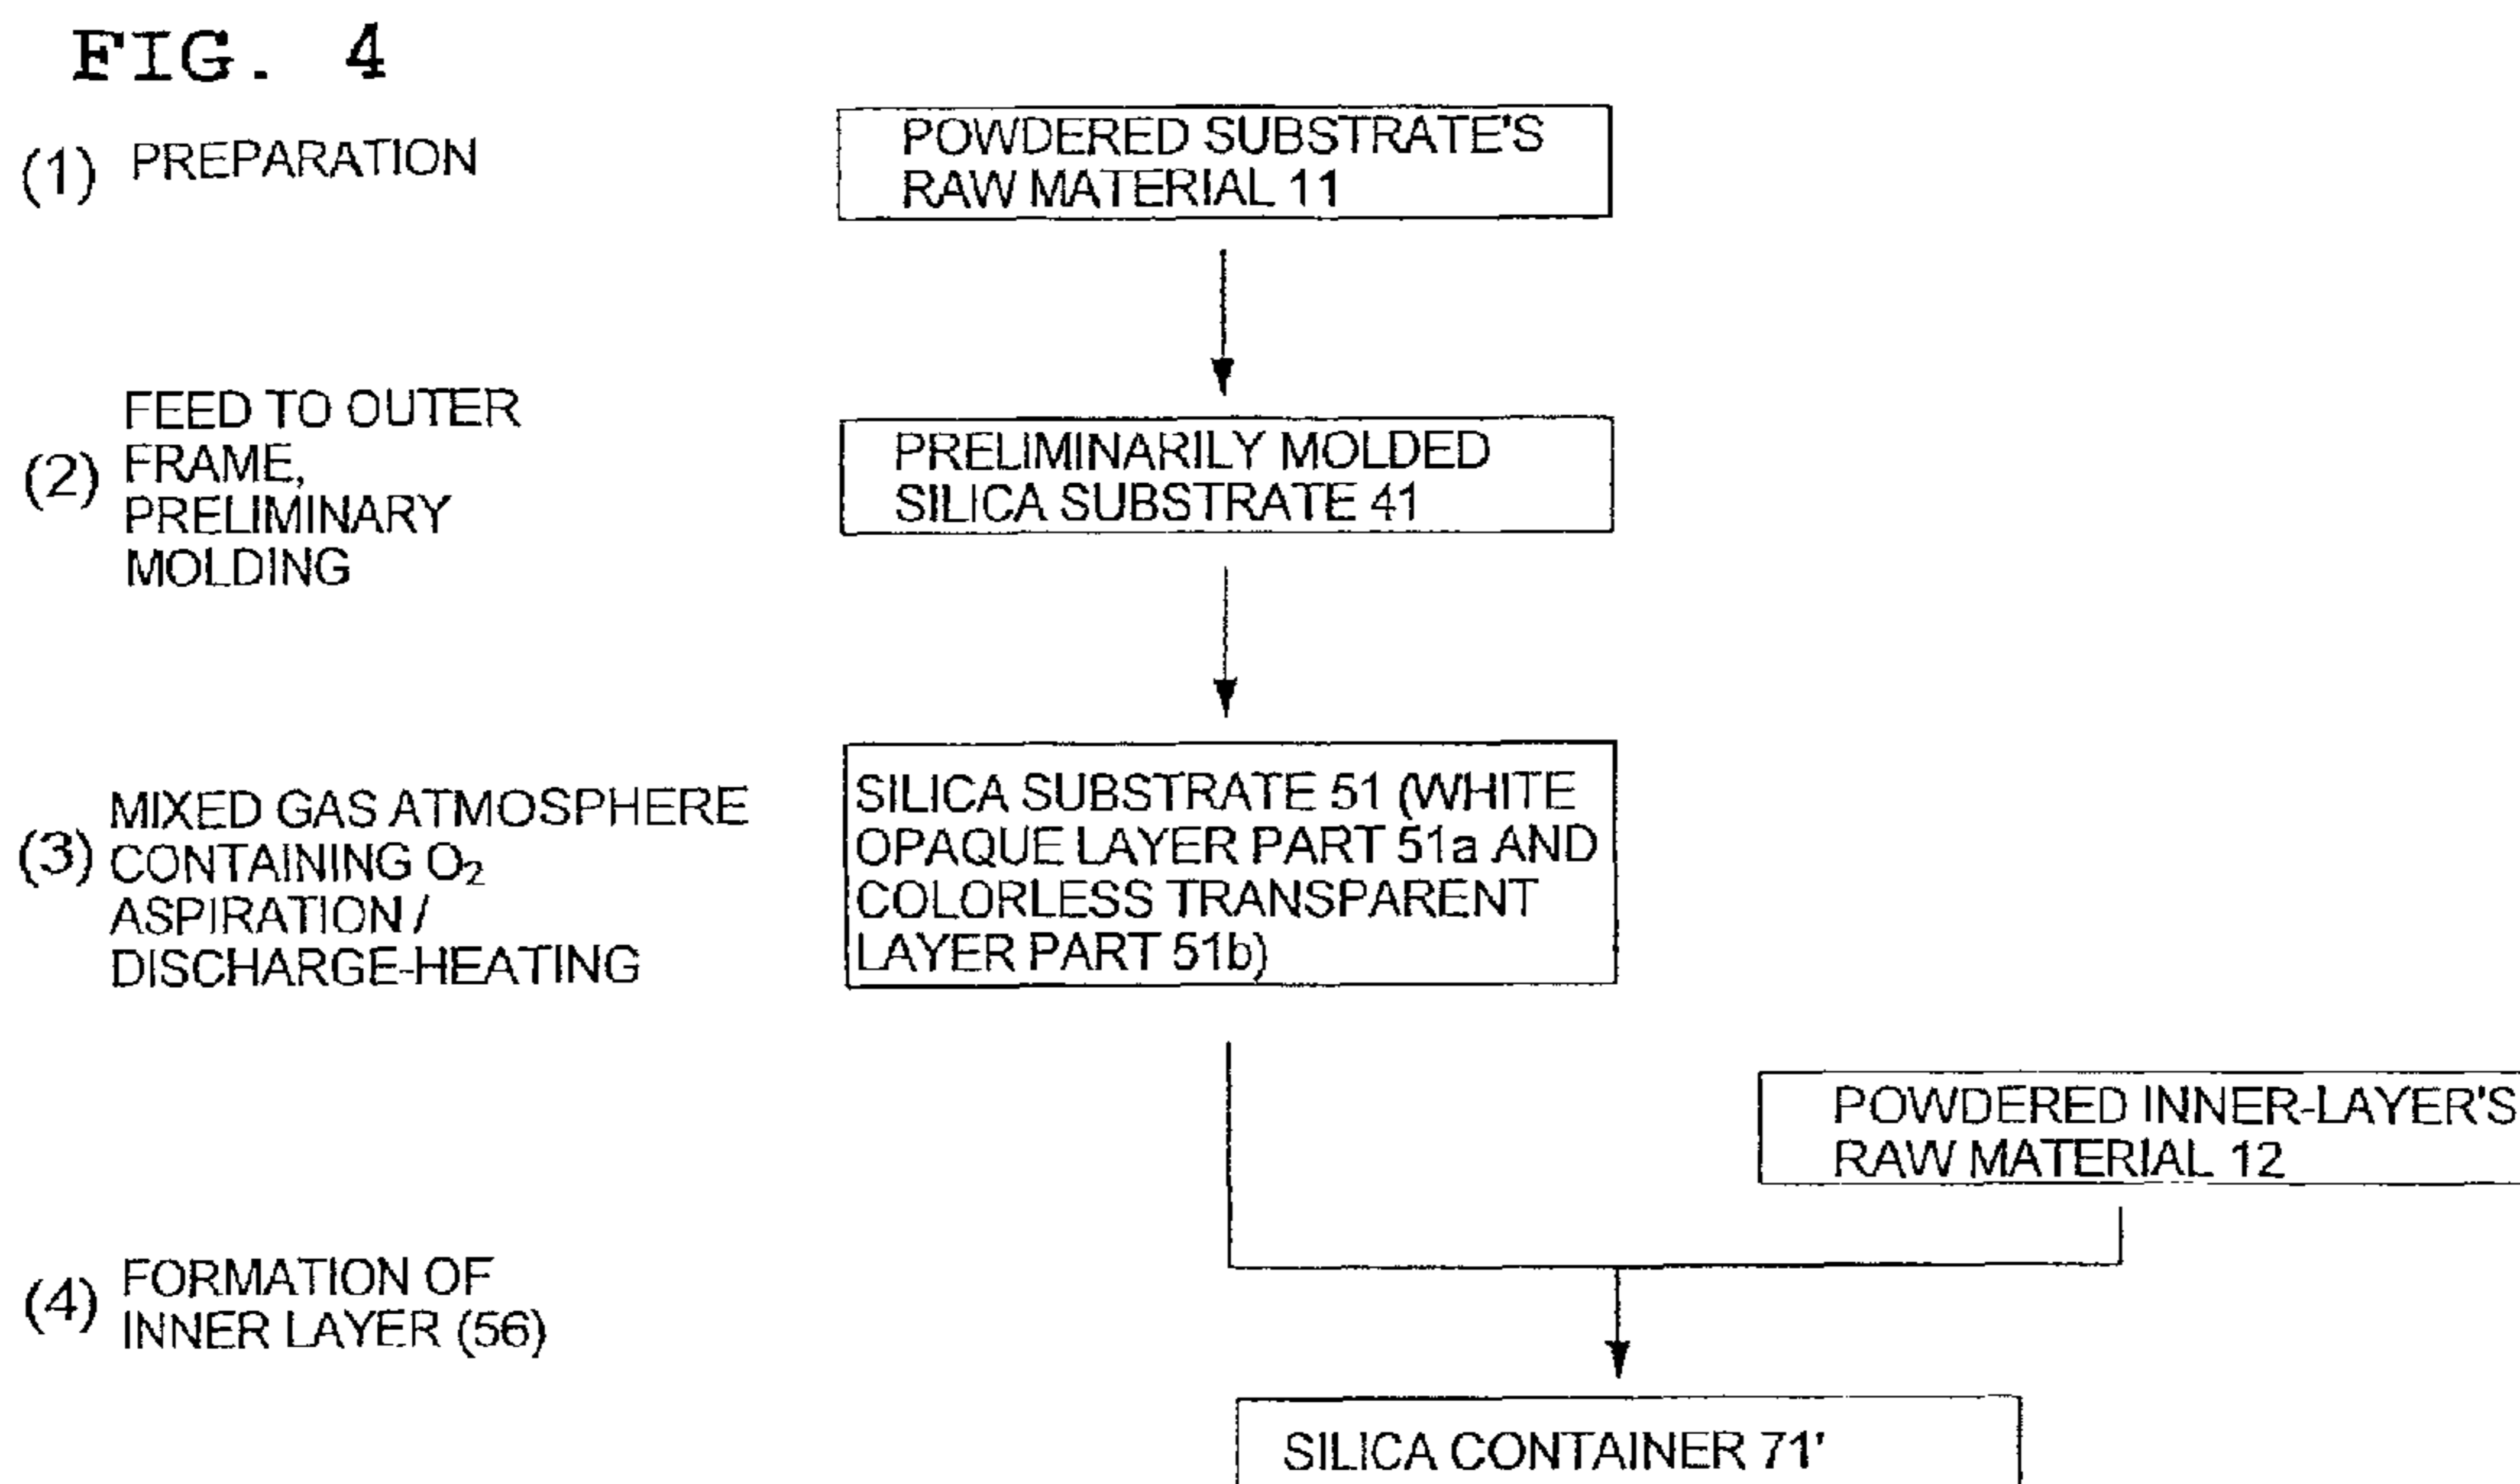 FIG. 4
(1) PREPARATION
POWDERED SUBSTRATE'S
RAW MATERIAL 11
(2) FEED TO OUTER
FRAME,
PRELIMINARY
MOLDING
PRELIMINARILY MOLDED
SILICA SUBSTRATE 41
(3) MIXED GAS ATMOSPHERE
CONTAINING O₂
ASPIRATION /
DISCHARGE-HEATING
SILICA SUBSTRATE 51 (WHITE
OPAQUE LAYER PART 51a AND
COLORLESS TRANSPARENT
LAYER PART 51b)
POWDERED INNER-LAYER'S
RAW MATERIAL 12
(4) FORMATION OF
INNER LAYER (56)
SILICA CONTAINER 71'